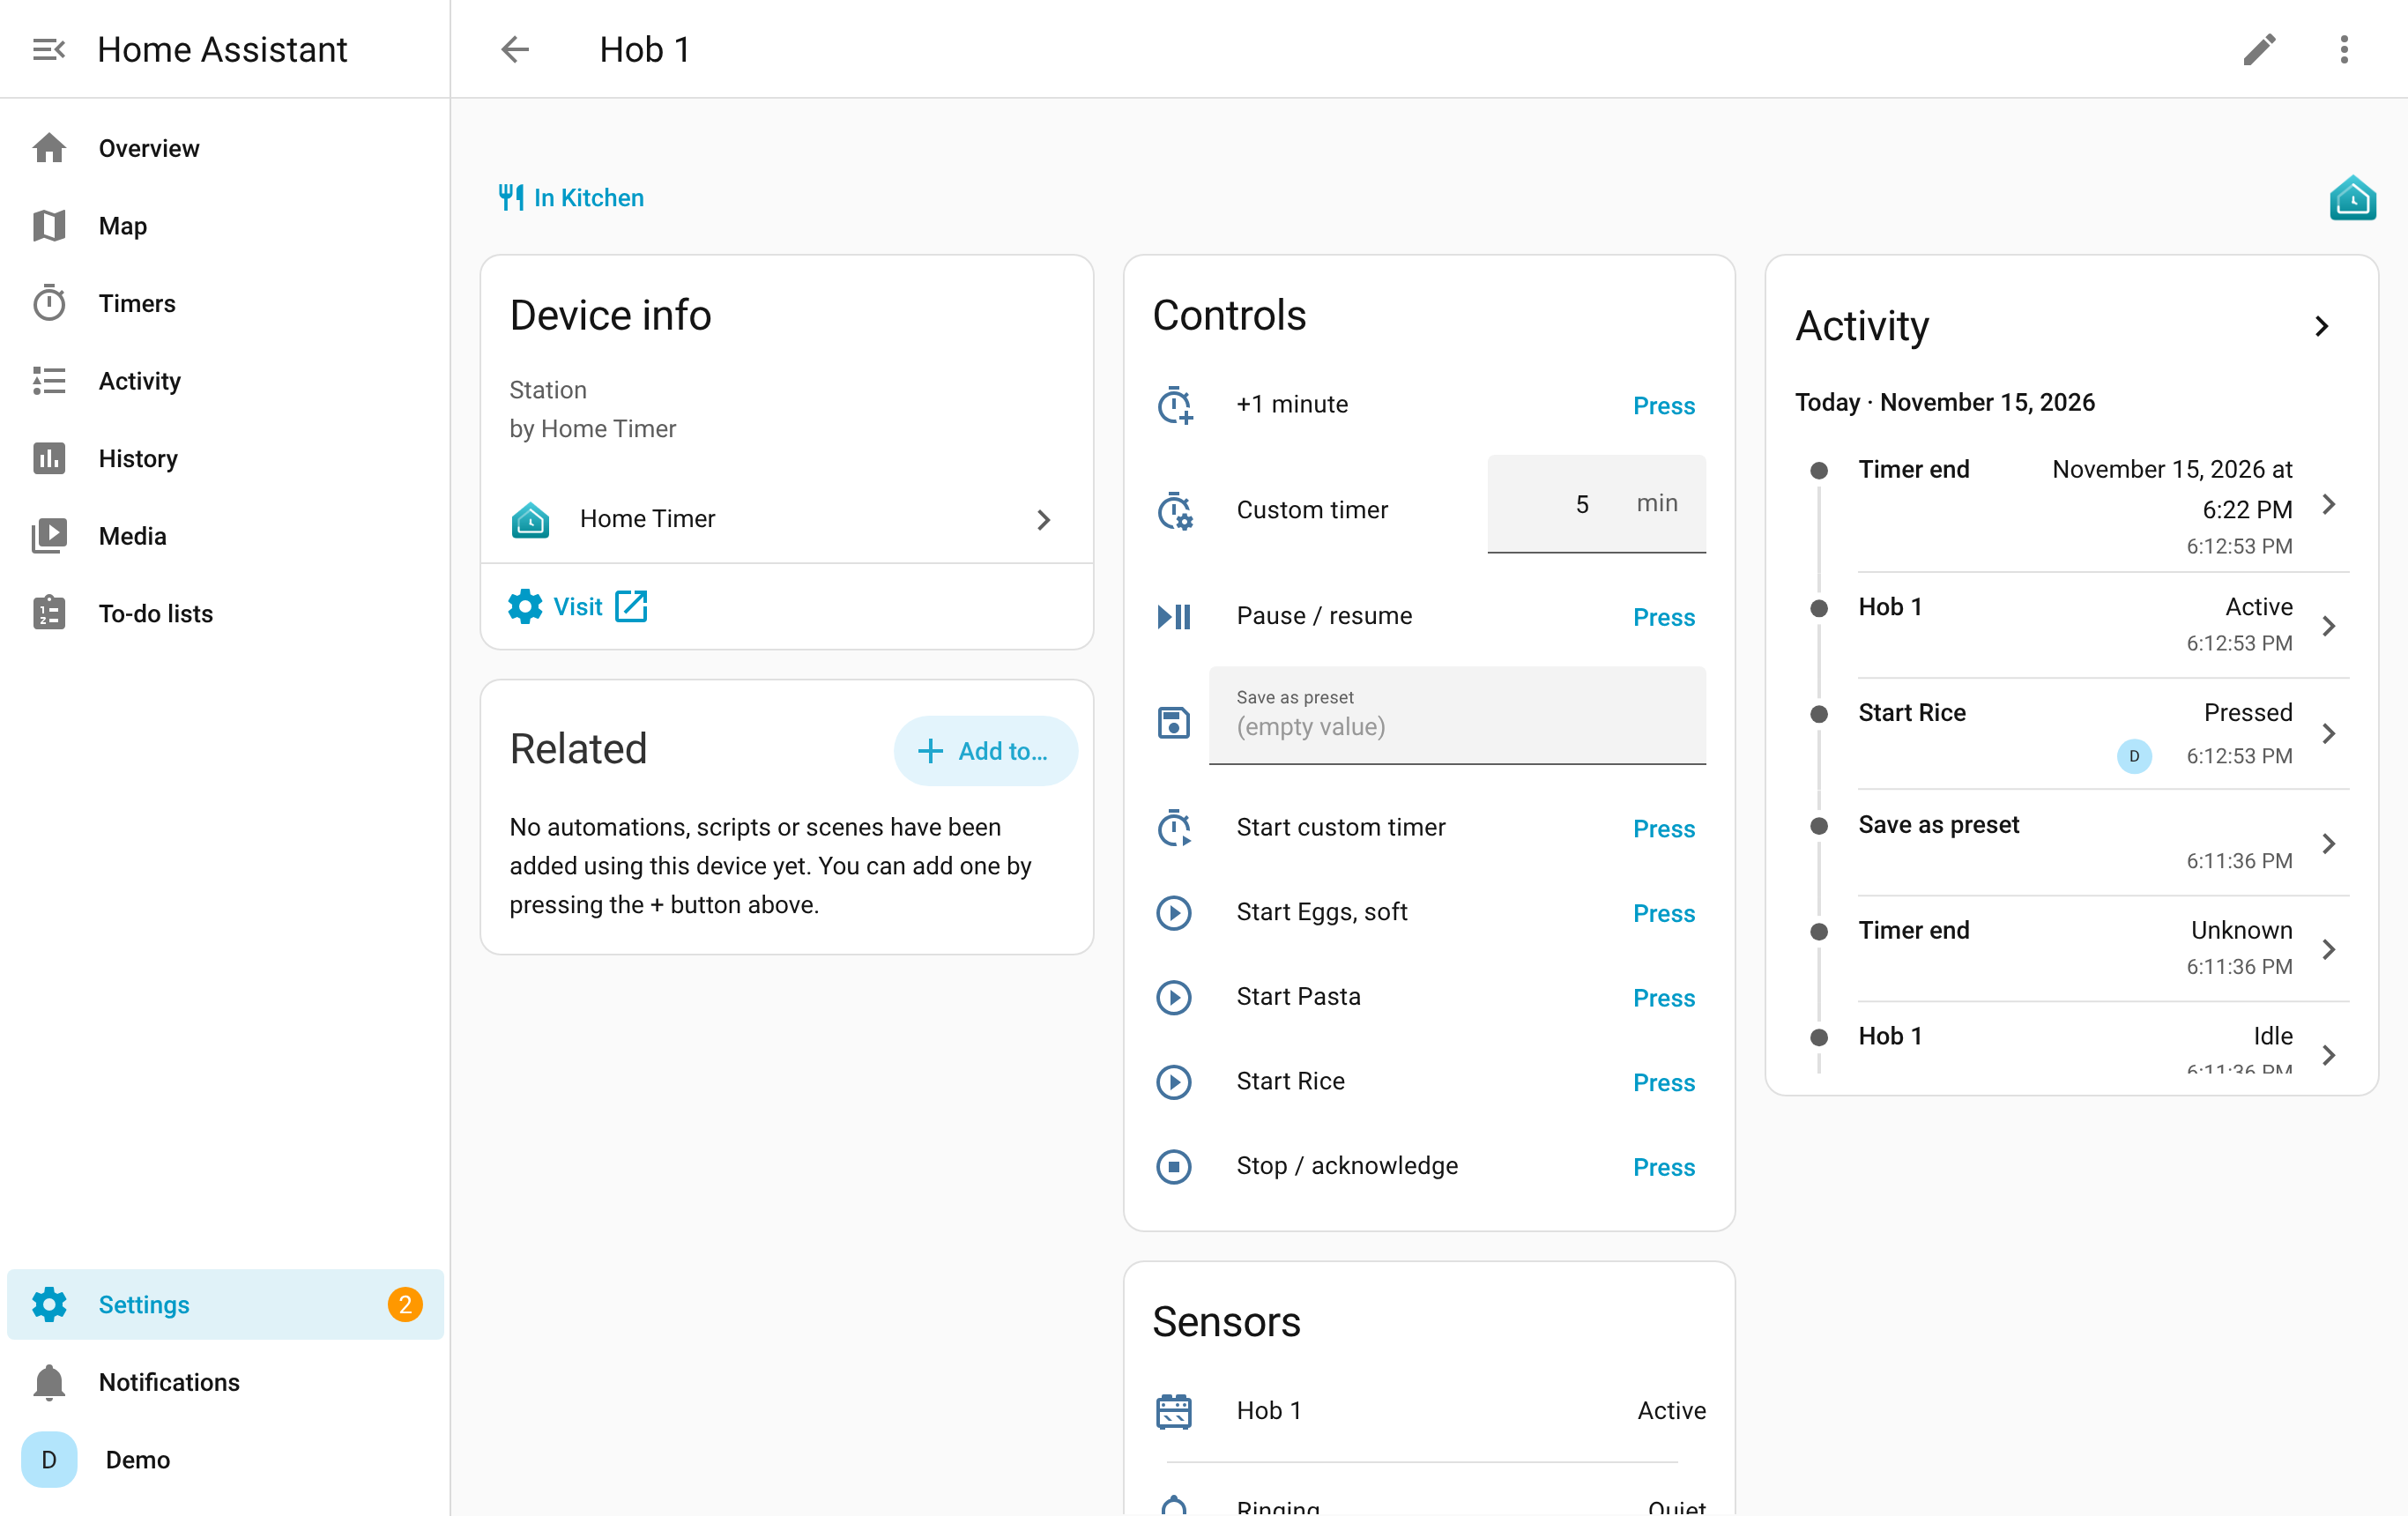 Home Assistant
Hob 1
Overview
Map
Timers
Activity
History
Media
To-do lists
Settings
2
Notifications
D
Demo
In Kitchen
Device info
Station
by Home Timer
Home Timer
Visit
Related
Add to...
No automations, scripts or scenes have been
added using this device yet. You can add one by
pressing the + button above.
Controls
+1 minute
Press
Custom timer
5 min
Pause / resume
Press
Save as preset
(empty value)
Start custom timer
Press
Start Eggs, soft
Press
Start Pasta
Press
Start Rice
Press
Stop / acknowledge
Press
Sensors
Hob 1
Active
Ringing
Quiet
Activity
Today · November 15, 2026
Timer end
November 15, 2026 at
6:22 PM
6:12:53 PM
Hob 1
Active
6:12:53 PM
Start Rice
Pressed
D
6:12:53 PM
Save as preset
6:11:36 PM
Timer end
Unknown
6:11:36 PM
Hob 1
Idle
6:11:36 PM